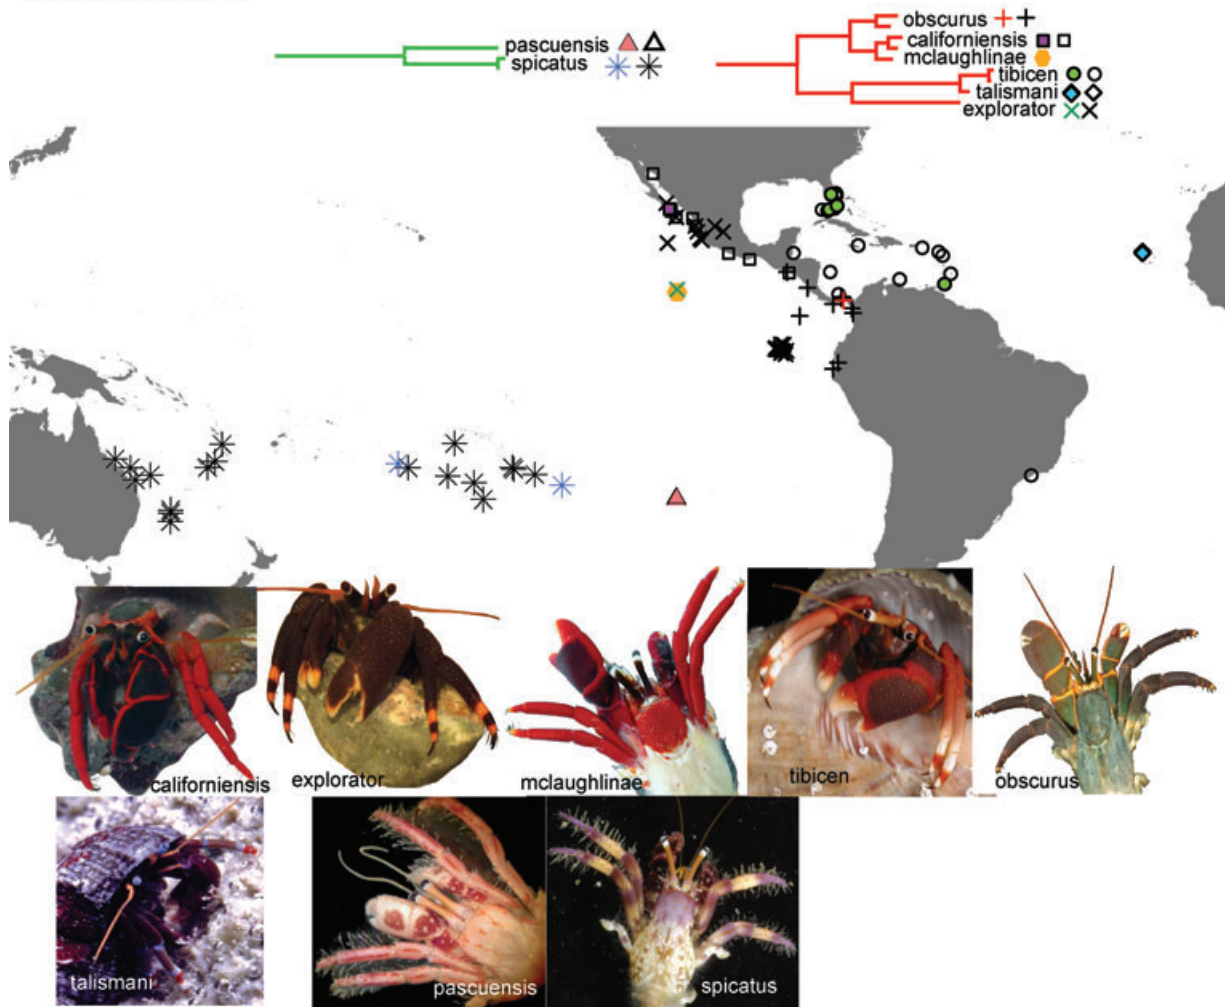 obscurus
pascuensis
californiensis
spicatus
mclaughlinae
tibicen
talismani
explorator
californiensis
explorator
mclaughlinae
tibicen
obscurus
talismani
pascuensis
spicatus